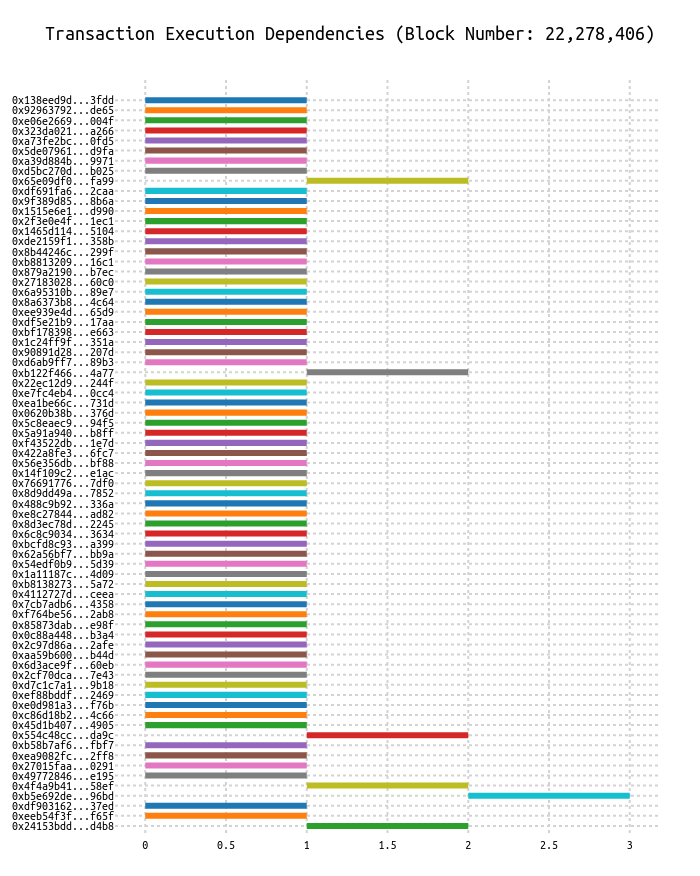 Transaction Execution Dependencies (Block Number: 22,278,406)
0x138eed9d...3fdd
0x92963792...de65
0xe06e2669...004f
0x323da021...a266
0xa73fe2bc...0fd5
0x5de07961...d9fa
0xa39d884b...9971
0xd5bc270d...b025
0x65e09df0...fa99
0xdf691fa6...2caa
0x9f389d85...8b6a
0x1515e6e1...d990
0x2f3e0e4f...1ec1
0x1465d114...5104
0xde2159f1...358b
0x8b44246c...299f
0xb8813209...16c1
0x879a2190...b7ec
0x27183028...60c0
0x6a95310b...89e7
0x8a6373b8...4c64
0xee939e4d...65d9
0xdf5e21b9...17aa
0xbf178398...e663
0x1c24ff9f...351a
0x90891d28...207d
0xd6ab9ff7...89b3
0xb122f466...4a77
0x22ec12d9...244f
0xe7fc4eb4...0cc4
0xea1be66c...731d
0x0620b38b...376d
0x5c8eaec9...94f5
0x5a91a940...b8ff
0xf43522db...1e7d
0x422a8fe3...6fc7
0x56e356db...bf88
0x14f109c2...e1ac
0x76691776...7df0
0x8d9dd49a...7852
0x488c9b92...336a
0xe8c27844...ad82
0x8d3ec78d...2245
0x6c8c9034...3634
0xbcfd8c93...a399
0x62a56bf7...bb9a
0x54edf0b9...5d39
0x1a11187c...4d09
0xb8138273...5a72
0x4112727d...ceea
0x7cb7adb6...4358
0xf764be56...2ab8
0x85873dab...e98f
0x0c88a448...b3a4
0x2c97d86a...2afe
0xaa59b600...b44d
0x6d3ace9f...60eb
0x2cf70dca...7e43
0xd7c1c7a1...9b18
0xef88bddf...2469
0xe0d981a3...f76b
0xc86d18b2...4c66
0x45d1b407...4905
0x554c48cc...da9c
0xb58b7af6...fbf7
0xea9082fc...2ff8
0x27015faa...0291
0x49772846...e195
0x4f4a9b41...58ef
0xb5e692de...96bd
0xdf903162...37ed
0xeeb54f3f...f65f
0x24153bdd...d4b8
0 0.5 1 1.5 2 2.5 3